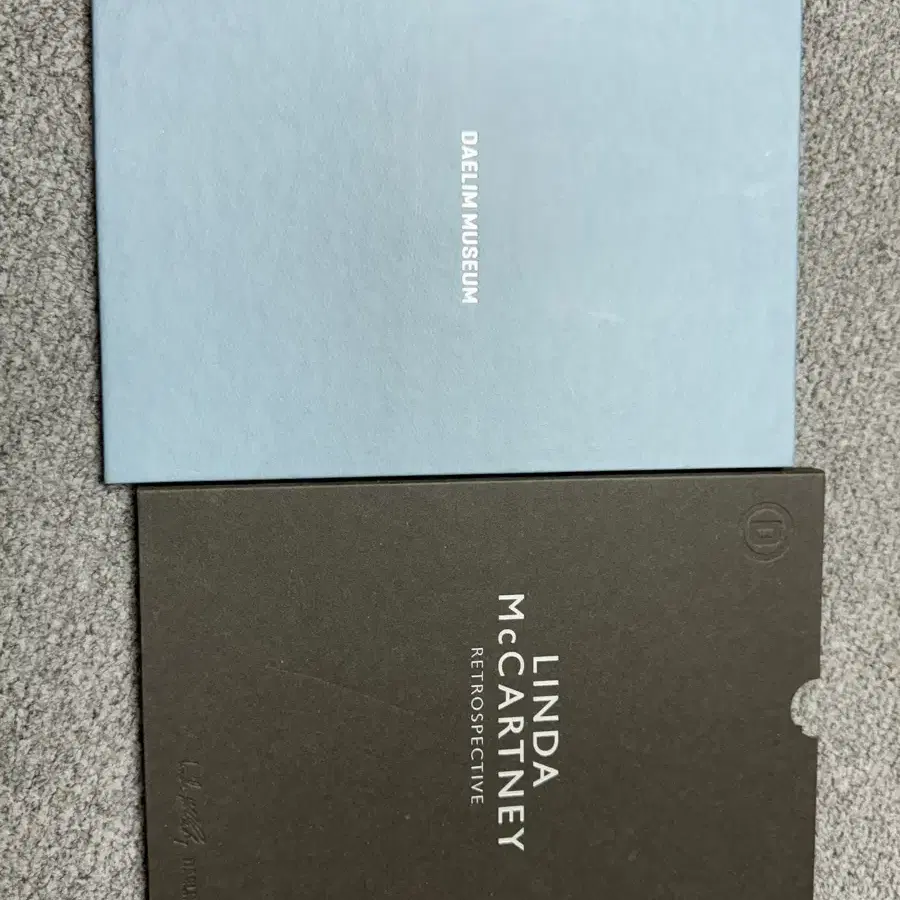 DAELIM MUSEUM
LINDA
McCARTNEY
RETROSPECTIVE